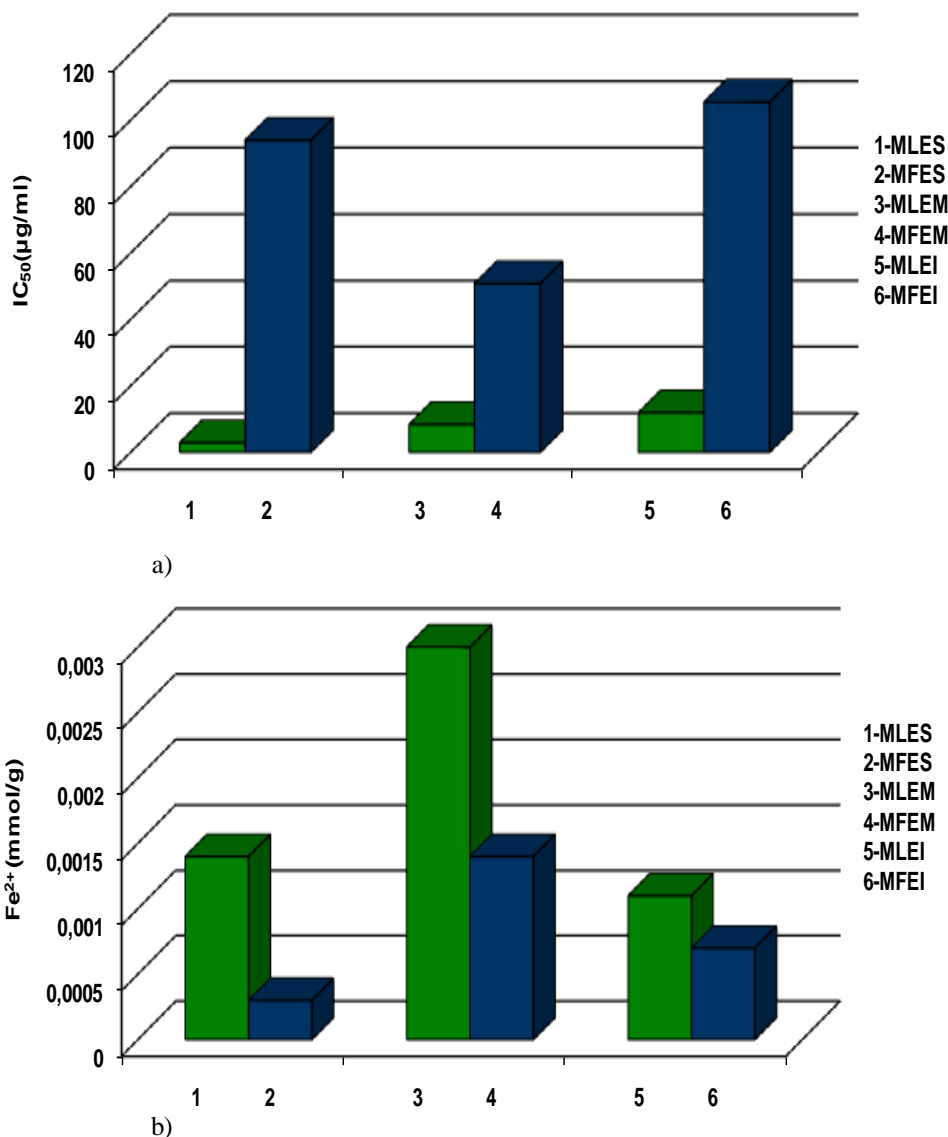 120
100
80
60
40
20
0
IC₅₀(µg/ml)
1 2 3 4 5 6
1-MLES
2-MFES
3-MLEM
4-MFEM
5-MLEI
6-MFEI
a)
0,003
0,0025
0,002
0,0015
0,001
0,0005
0
Fe²⁺ (mmol/g)
1 2 3 4 5 6
1-MLES
2-MFES
3-MLEM
4-MFEM
5-MLEI
6-MFEI
b)